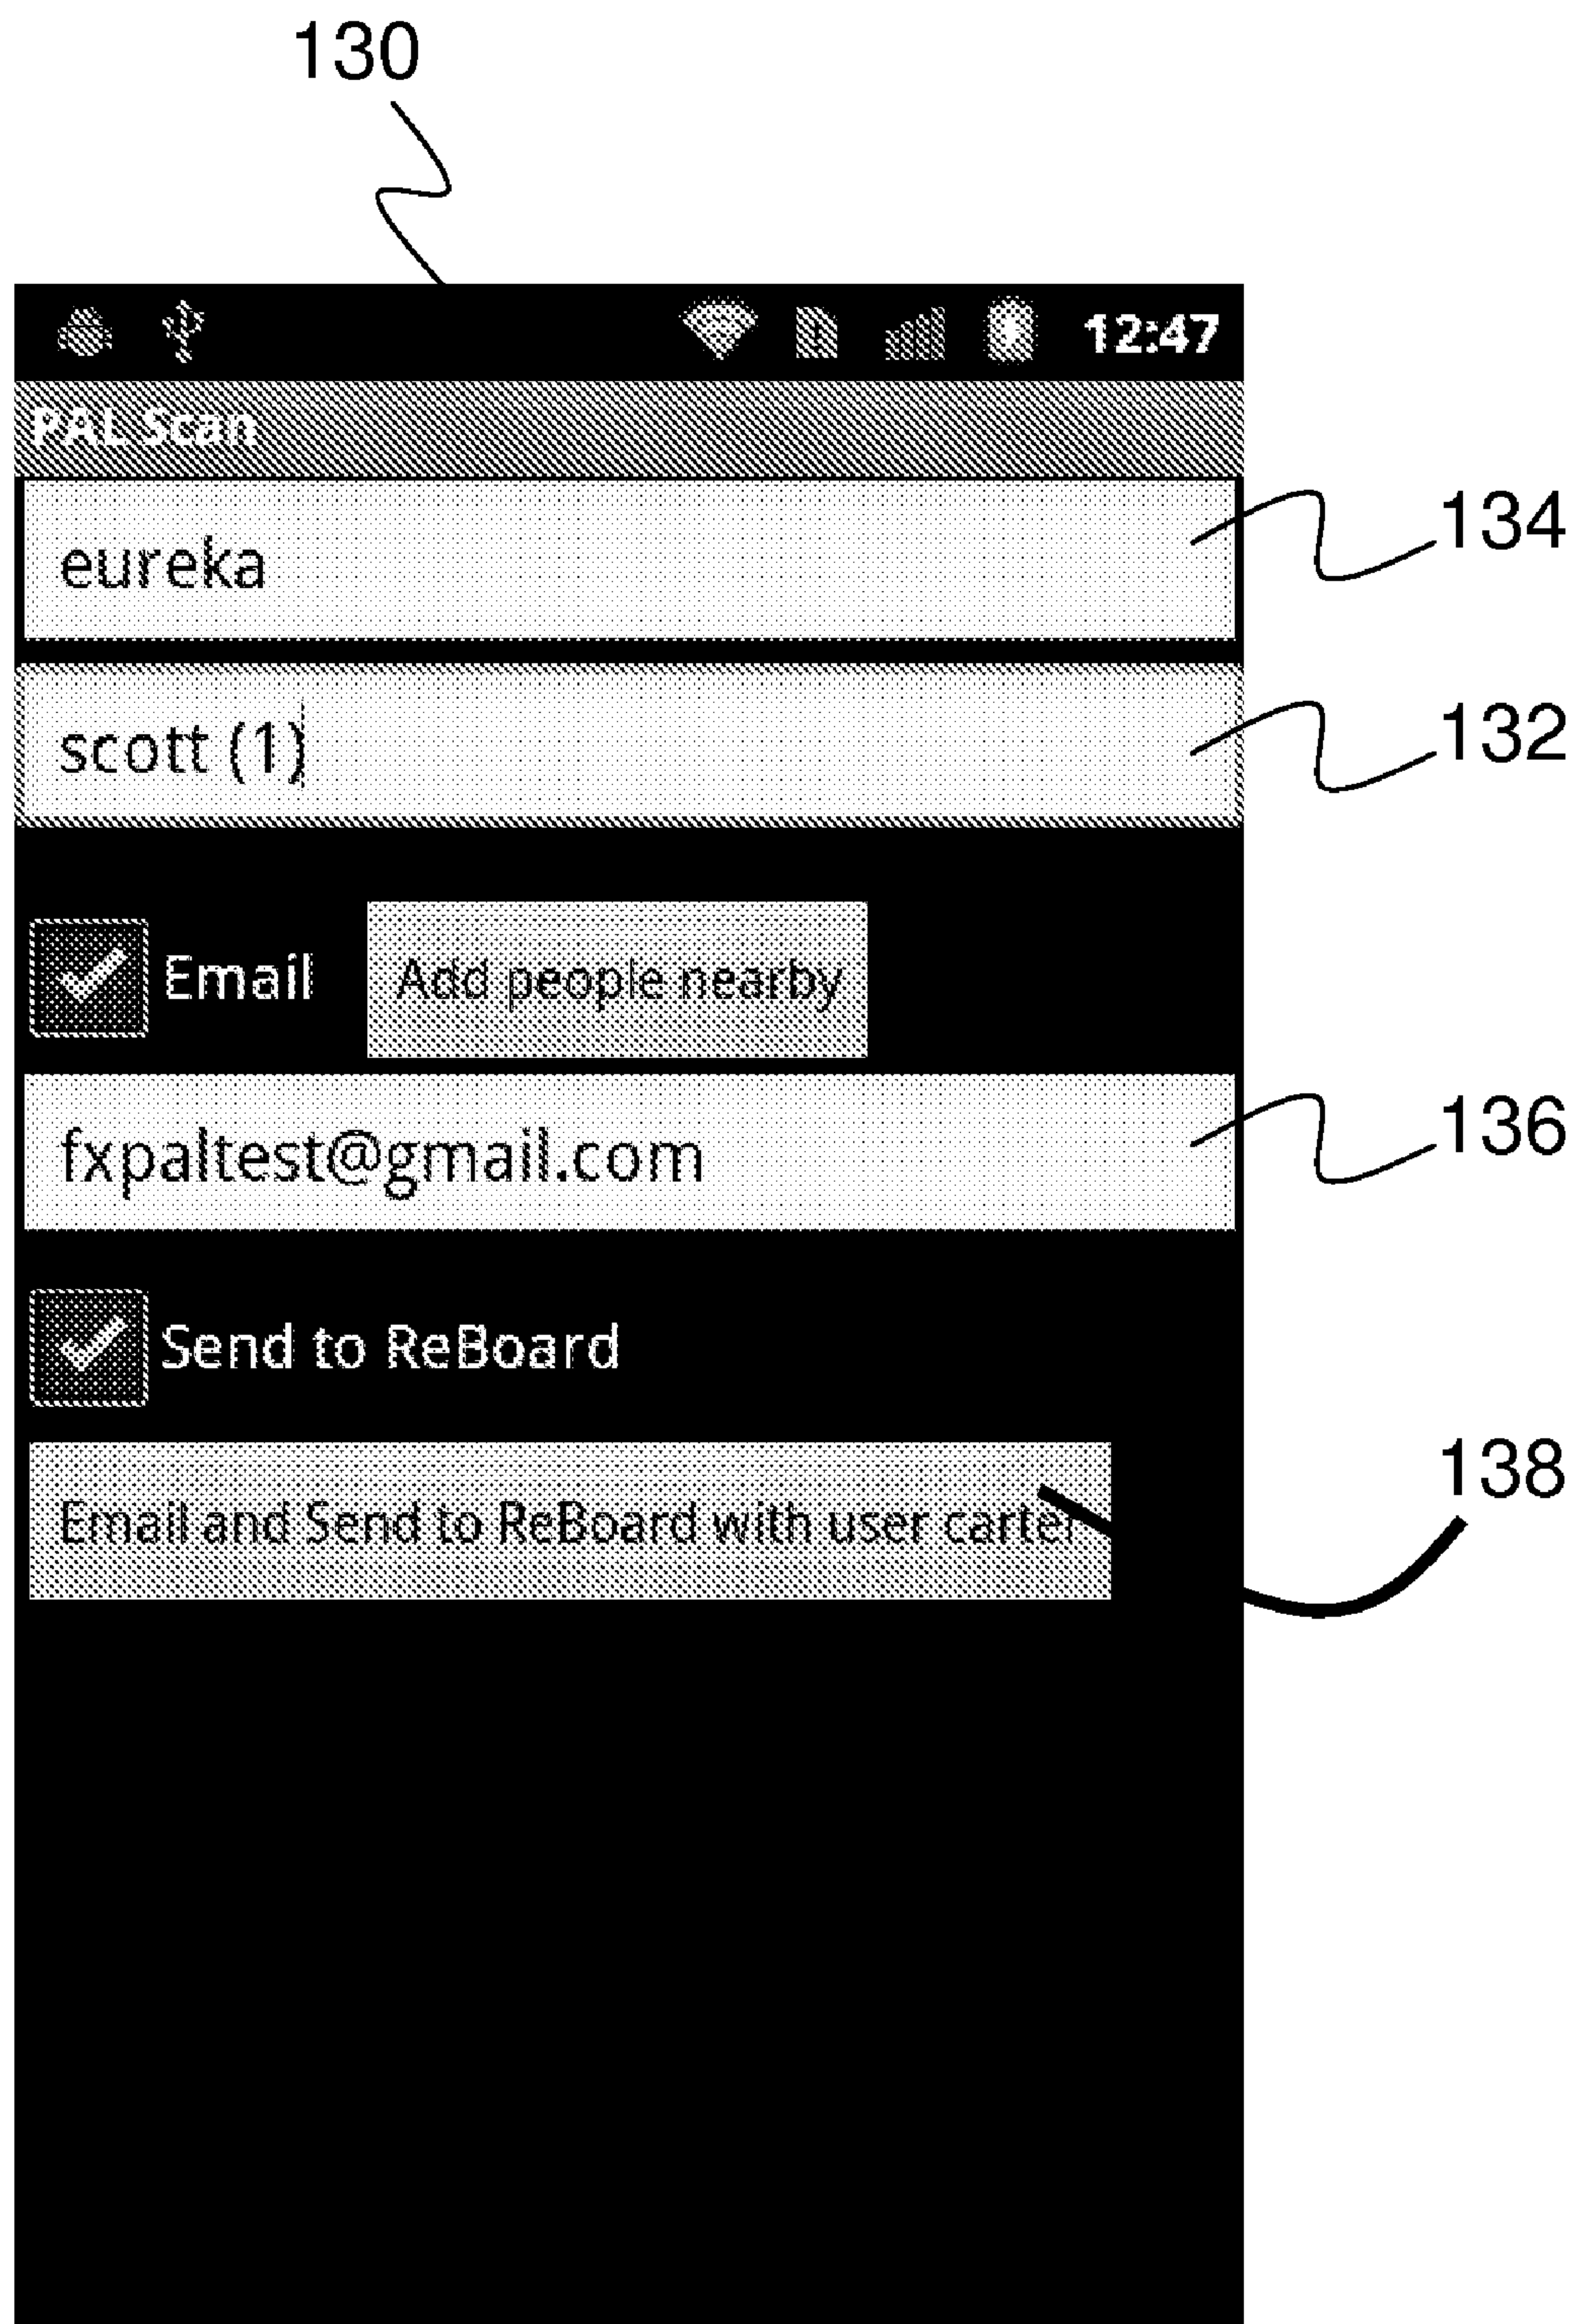 130
12:47
PAL Scan
eureka
134
scott (1)
132
Email
Add people nearby
fxpaltest@gmail.com
136
Send to ReBoard
138
Email and Send to ReBoard with user carter